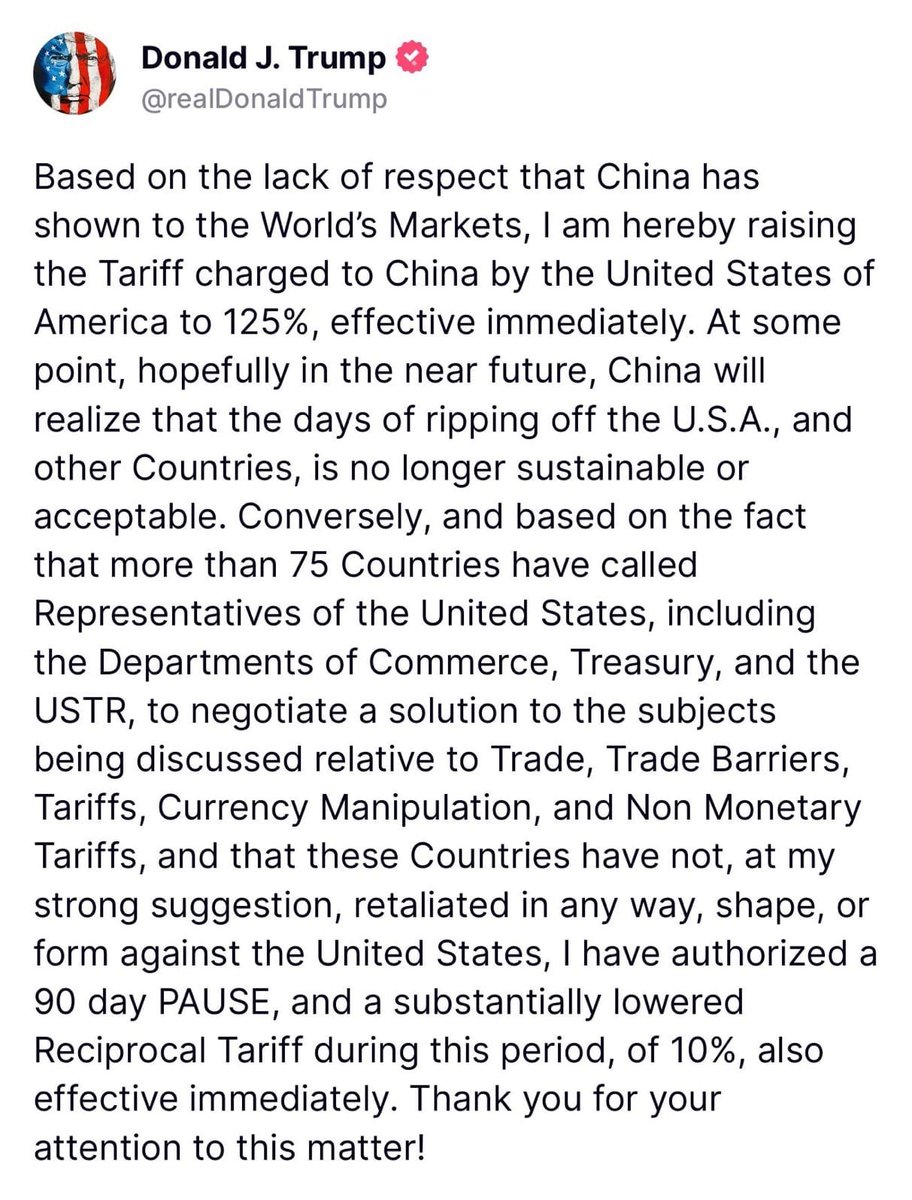 Donald J. Trump
@realDonaldTrump
Based on the lack of respect that China has
shown to the World’s Markets, I am hereby raising
the Tariff charged to China by the United States of
America to 125%, effective immediately. At some
point, hopefully in the near future, China will
realize that the days of ripping off the U.S.A., and
other Countries, is no longer sustainable or
acceptable. Conversely, and based on the fact
that more than 75 Countries have called
Representatives of the United States, including
the Departments of Commerce, Treasury, and the
USTR, to negotiate a solution to the subjects
being discussed relative to Trade, Trade Barriers,
Tariffs, Currency Manipulation, and Non Monetary
Tariffs, and that these Countries have not, at my
strong suggestion, retaliated in any way, shape, or
form against the United States, I have authorized a
90 day PAUSE, and a substantially lowered
Reciprocal Tariff during this period, of 10%, also
effective immediately. Thank you for your
attention to this matter!